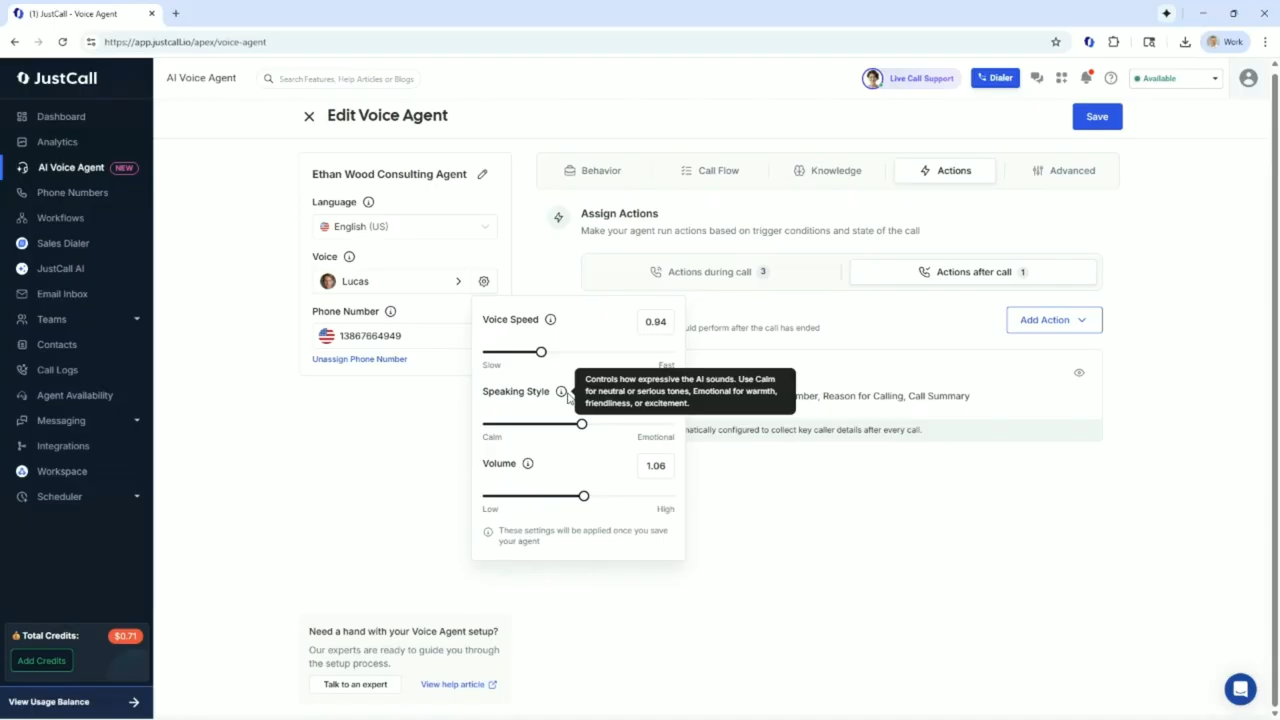 (1) JustCall - Voice Agent
https://app.justcall.io/apex/voice-agent
Work
JustCall
AI Voice Agent
Search Features, Help Articles or Blogs
Live Call Support
Dialer
Available
Dashboard
Analytics
AI Voice Agent NEW
Phone Numbers
Workflows
Sales Dialer
JustCall AI
Email Inbox
Teams
Contacts
Call Logs
Agent Availability
Messaging
Integrations
Workspace
Scheduler
Total Credits: $0.71
Add Credits
View Usage Balance
Edit Voice Agent
Save
Ethan Wood Consulting Agent
Language
English (US)
Voice
Lucas
Phone Number
13867664949
Unassign Phone Number
Behavior
Call Flow
Knowledge
Actions
Advanced
Assign Actions
Make your agent run actions based on trigger conditions and state of the call
Actions during call 3
Actions after call 1
uld perform after the call has ended
Add Action
mber, Reason for Calling, Call Summary
matically configured to collect key caller details after every call.
Voice Speed
0.94
Slow
Fast
Speaking Style
Controls how expressive the AI sounds. Use Calm
for neutral or serious tones, Emotional for warmth,
friendliness, or excitement.
Calm
Emotional
Volume
1.06
Low
High
These settings will be applied once you save
your agent
Need a hand with your Voice Agent setup?
Our experts are ready to guide you through
the setup process.
Talk to an expert
View help article